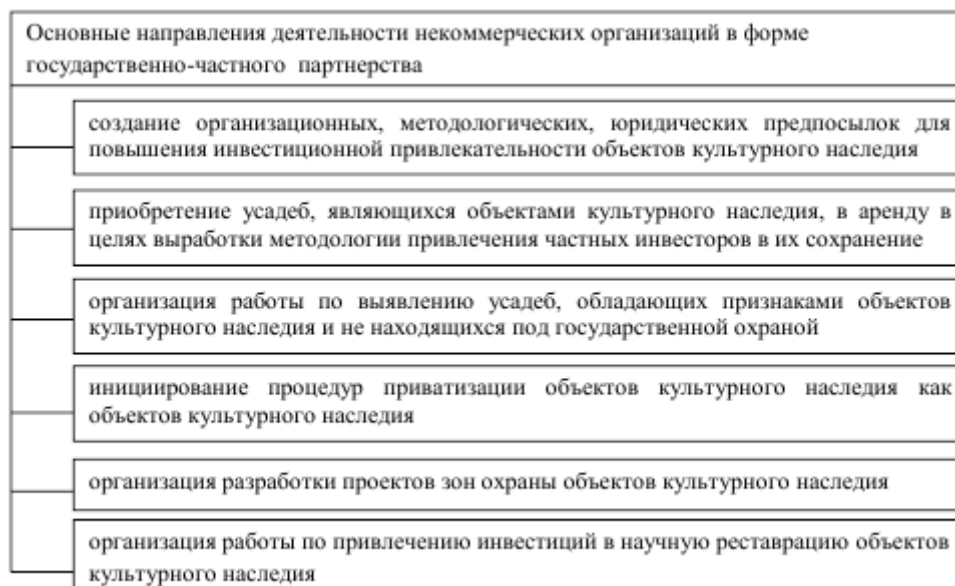 Основные направления деятельности некоммерческих организаций в форме
государственно-частного партнерства
создание организационных, методологических, юридических предпосылок для
повышения инвестиционной привлекательности объектов культурного наследия
приобретение усадеб, являющихся объектами культурного наследия, в аренду в
целях выработки методологии привлечения частных инвесторов в их сохранение
организация работы по выявлению усадеб, обладающих признаками объектов
культурного наследия и не находящихся под государственной охраной
инициирование процедур приватизации объектов культурного наследия как
объектов культурного наследия
организация разработки проектов зон охраны объектов культурного наследия
организация работы по привлечению инвестиций в научную реставрацию объектов
культурного наследия